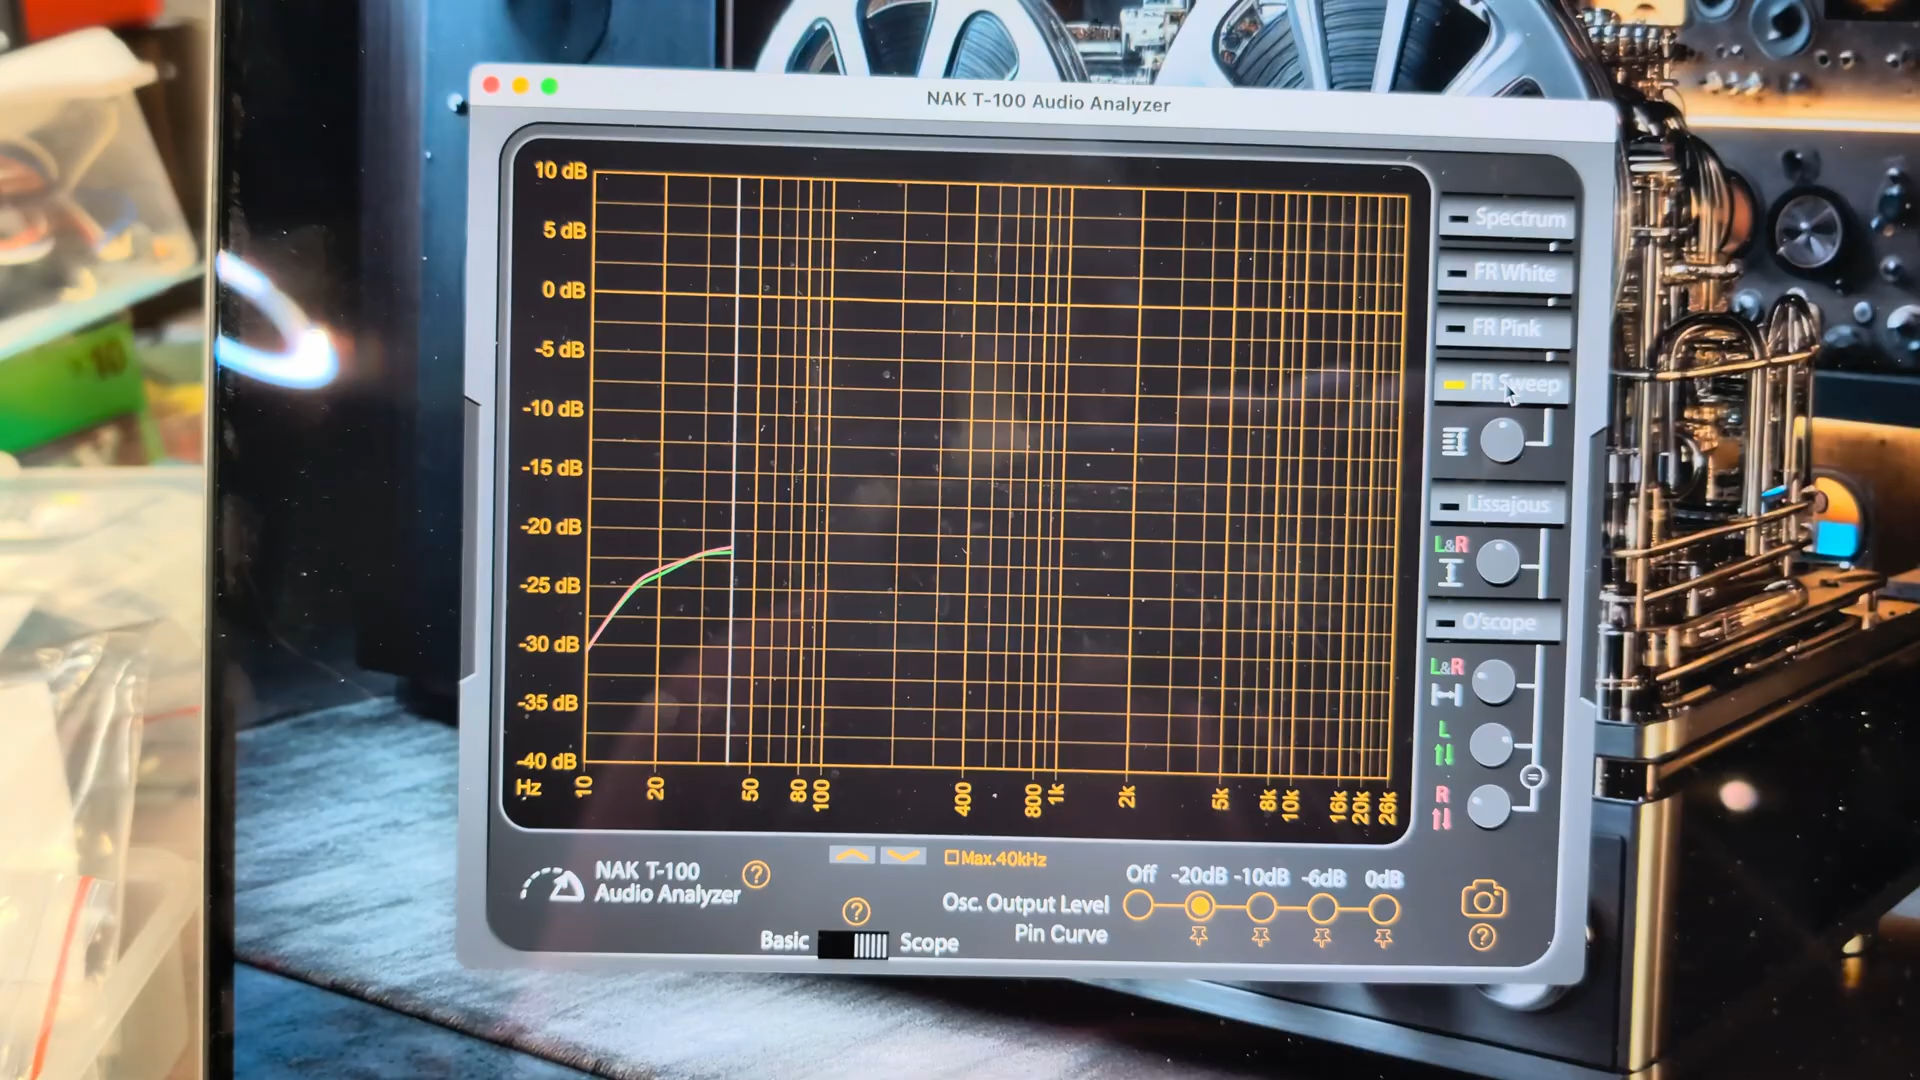 NAK T-100 Audio Analyzer
10 dB
5 dB
0 dB
-5 dB
-10 dB
-15 dB
-20 dB
-25 dB
-30 dB
-35 dB
-40 dB
Hz 10 20 50 80 100 400 800 1k 2k 5k 8k 10k 16k 20k 26k
Spectrum
FR White
FR Pink
FR Sweep
Lissajous
L&R
O'scope
L&R
L
=
R
NAK T-100
Audio Analyzer
?
Max.40kHz
?
Basic
Scope
Off -20dB -10dB -6dB 0dB
Osc. Output Level
Pin Curve
?